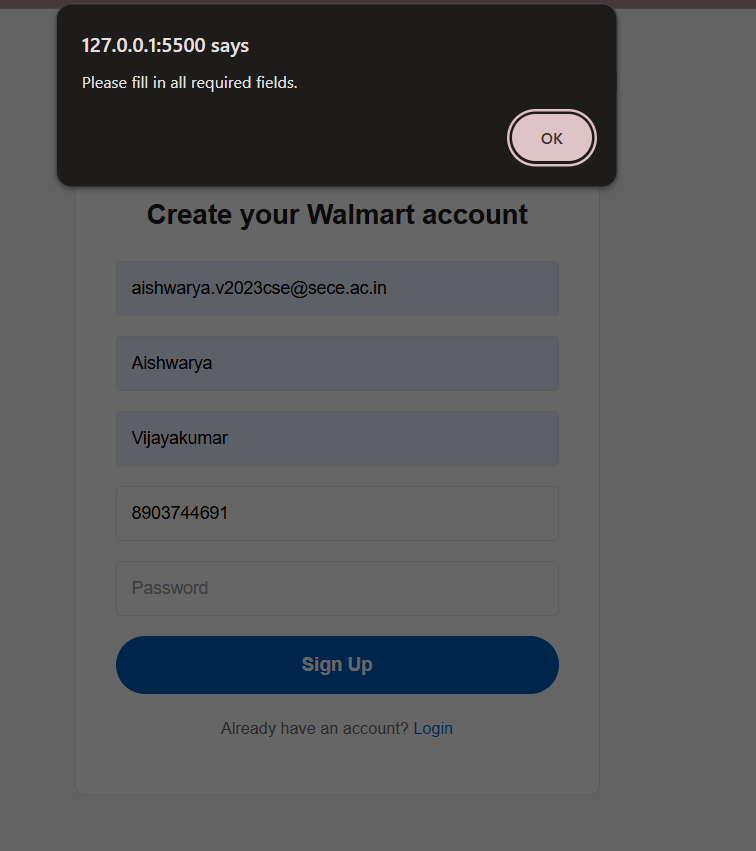 127.0.0.1:5500 says
Please fill in all required fields.
OK
Create your Walmart account
aishwarya.v2023cse@sece.ac.in
Aishwarya
Vijayakumar
8903744691
Password
Sign Up
Already have an account? Login